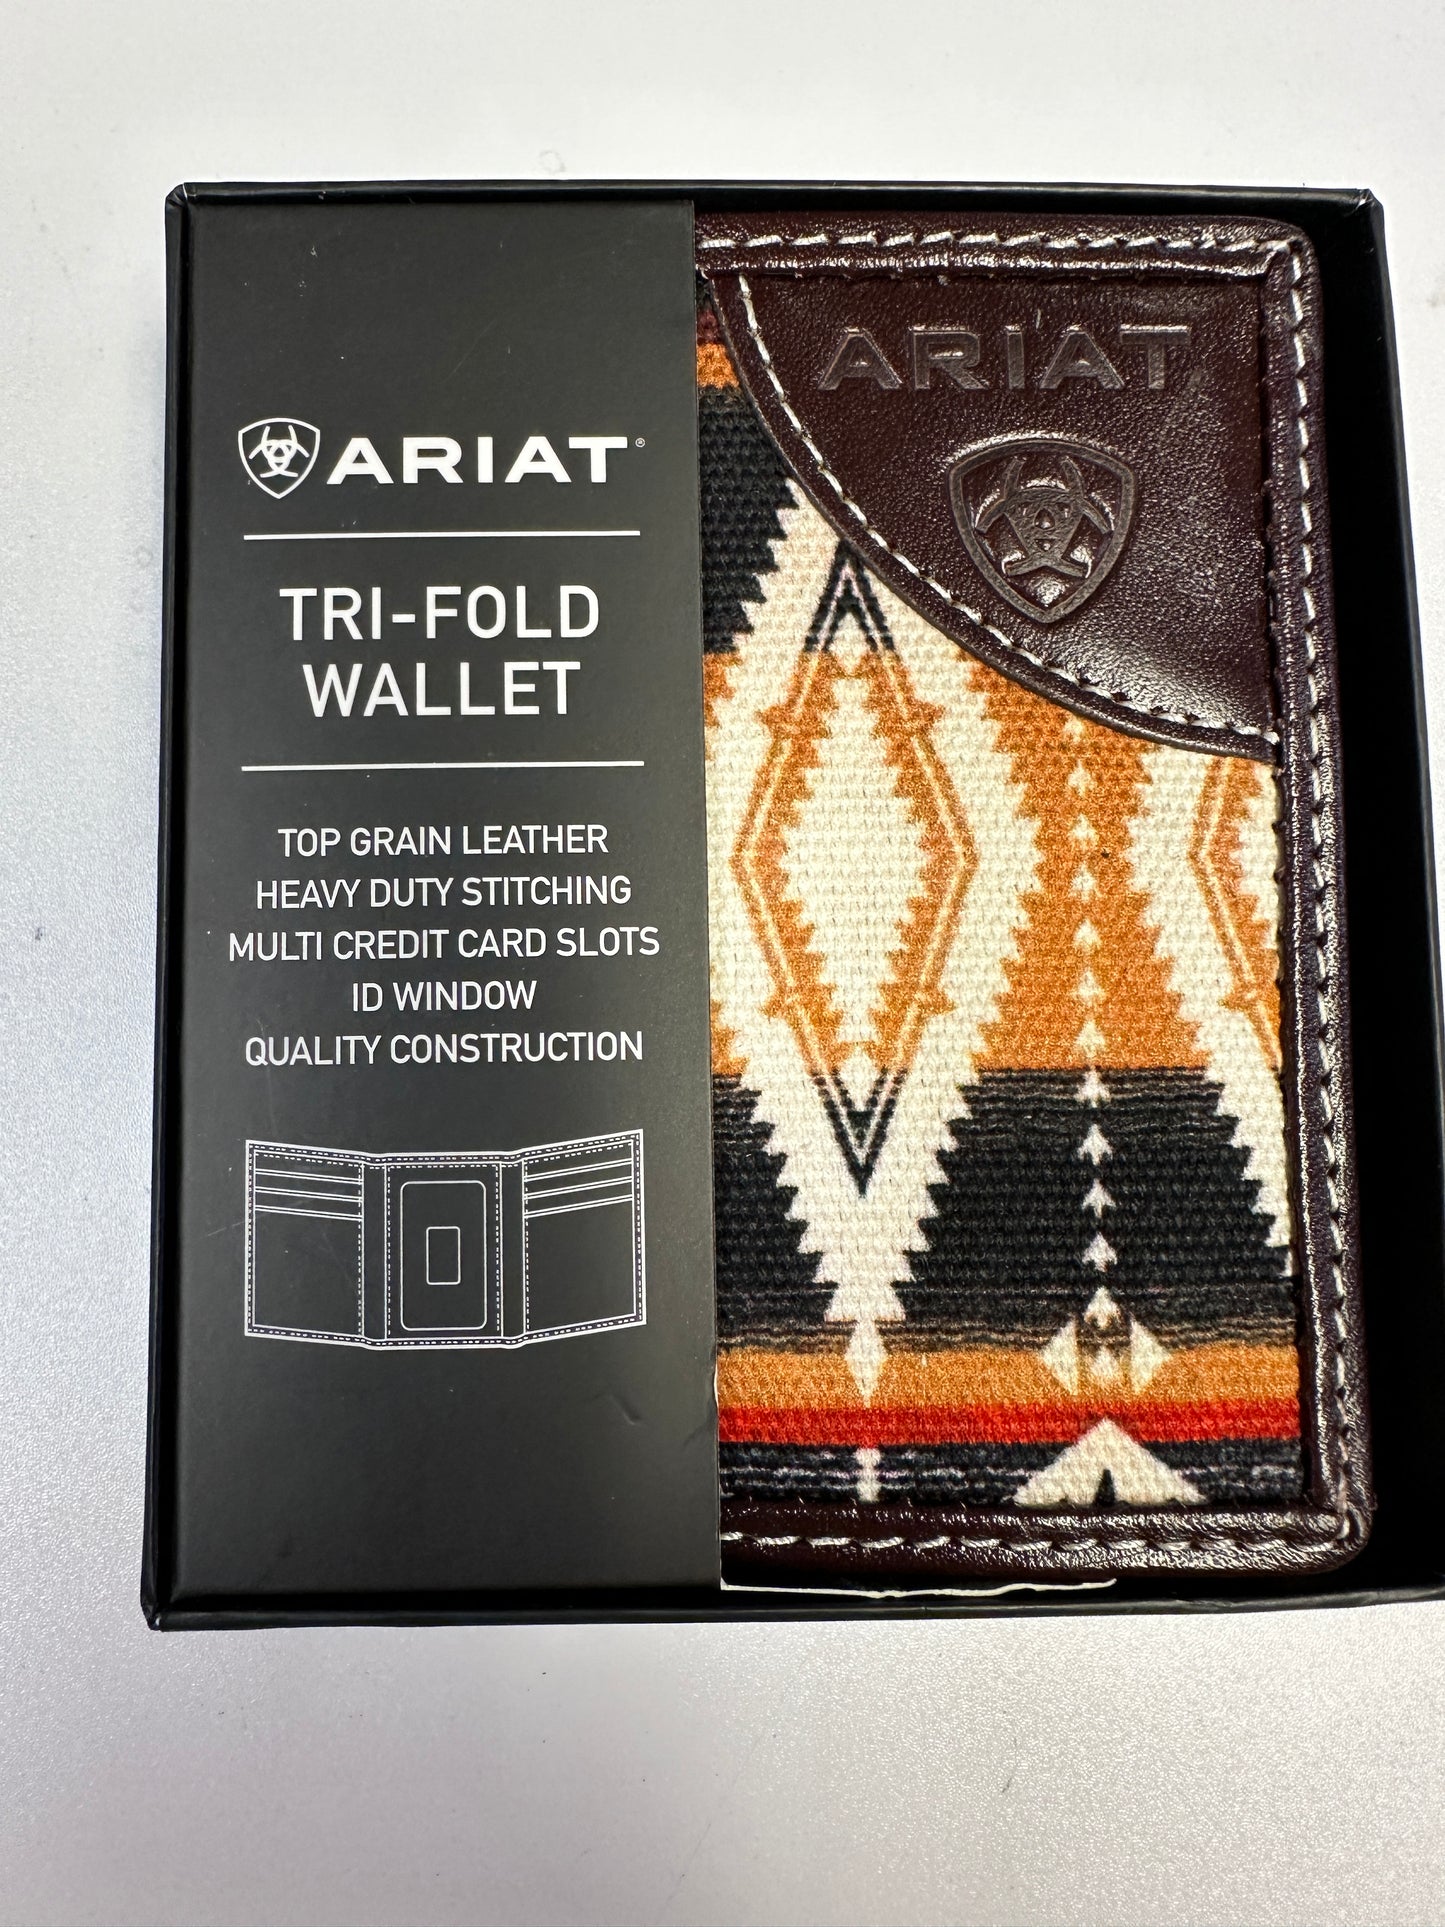 ARIAT®
TRI-FOLD
WALLET
TOP GRAIN LEATHER
HEAVY DUTY STITCHING
MULTI CREDIT CARD SLOTS
ID WINDOW
QUALITY CONSTRUCTION
ARIAT